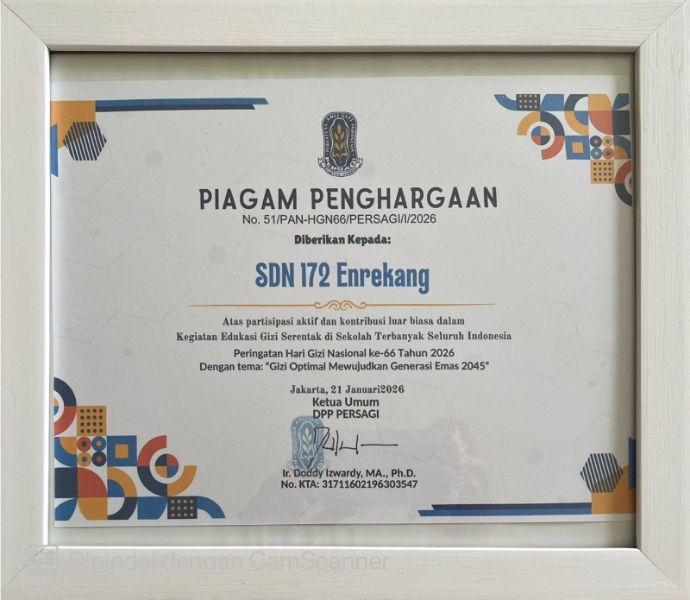 PIAGAM PENGHARGAAN
No. 51/PAN-HGN66/PERSAGI/I/2026
Diberikan Kepada:
SDN 172 Enrekang
Atas partisipasi aktif dan kontribusi luar biasa dalam
Kegiatan Edukasi Gizi Serentak di Sekolah Terbanyak Seluruh Indonesia
Peringatan Hari Gizi Nasional ke-66 Tahun 2026
Dengan tema: “Gizi Optimal Mewujudkan Generasi Emas 2045”
Jakarta, 21 Januari2026
Ketua Umum
DPP PERSAGI
Ir. Doddy Izwardy, MA., Ph.D.
No. KTA: 31711602196303547
CS Dipindai dengan CamScanner